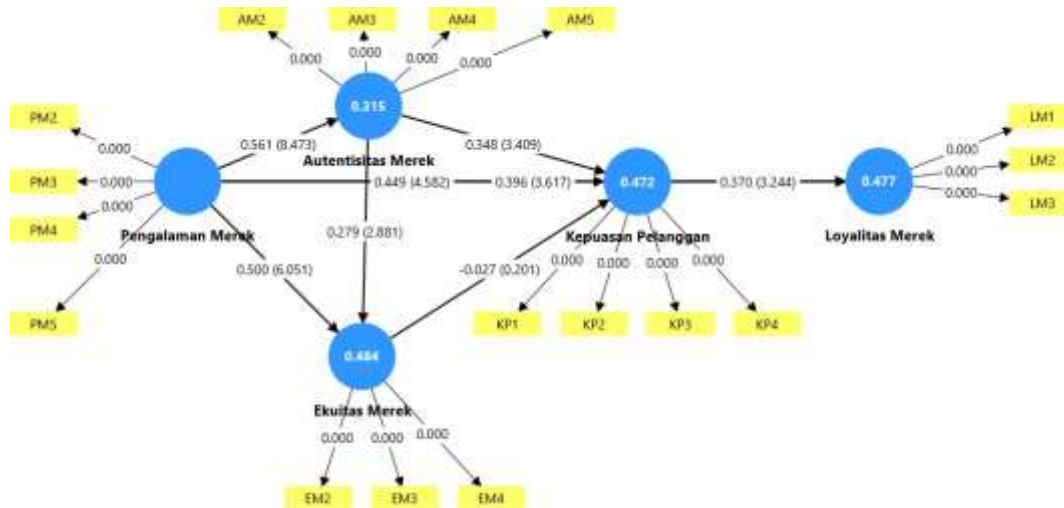 AM2
AM3
AM4
AM5
0.000
0.000
0.000
0.000
0.315
Autentisitas Merek
PM2
PM3
PM4
PM5
0.000
0.000
0.000
0.000
Pengalaman Merek
0.561 (8.473)
0.348 (3.409)
0.449 (4.582)
0.396 (3.617)
0.279 (2.881)
0.500 (6.051)
-0.027 (0.201)
0.472
Kepuasan Pelanggan
0.370 (3.244)
0.477
Loyalitas Merek
LM1
LM2
LM3
0.000
0.000
0.000
0.000
0.000
0.000
0.000
KP1
KP2
KP3
KP4
0.484
Ekuitas Merek
0.000
0.000
0.000
EM2
EM3
EM4